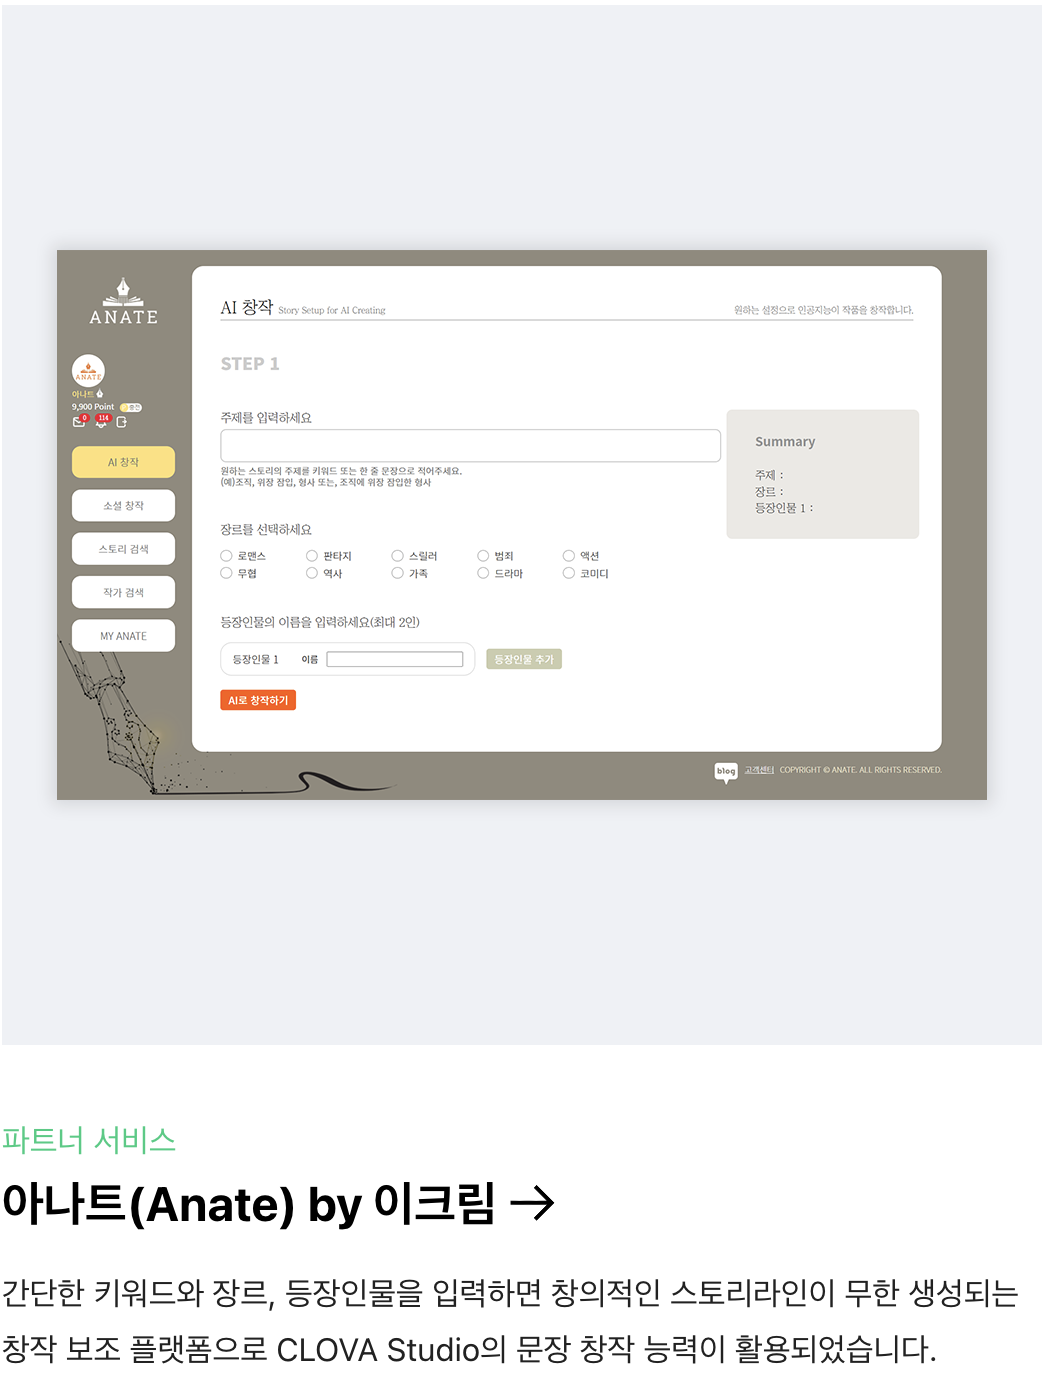 ANATE
ANATE
아나트
9,900 Point 충전
0 114
AI 창작
소설 창작
스토리 검색
작가 검색
MY ANATE
AI 창작 Story Setup for AI Creating
원하는 설정으로 인공지능이 작품을 창작합니다.
STEP 1
주제를 입력하세요
원하는 스토리의 주제를 키워드 또는 한 줄 문장으로 적어주세요.
(예)조직, 위장 잠입, 형사 또는, 조직에 위장 잠입한 형사
장르를 선택하세요
로맨스 판타지 스릴러 범죄 액션
무협 역사 가족 드라마 코미디
등장인물의 이름을 입력하세요(최대 2인)
등장인물 1 이름 등장인물 추가
AI로 창작하기
Summary
주제 :
장르 :
등장인물 1 :
blog 고객센터 COPYRIGHT © ANATE. ALL RIGHTS RESERVED.
파트너 서비스
아나트(Anate) by 이크림 →
간단한 키워드와 장르, 등장인물을 입력하면 창의적인 스토리라인이 무한 생성되는
창작 보조 플랫폼으로 CLOVA Studio의 문장 창작 능력이 활용되었습니다.